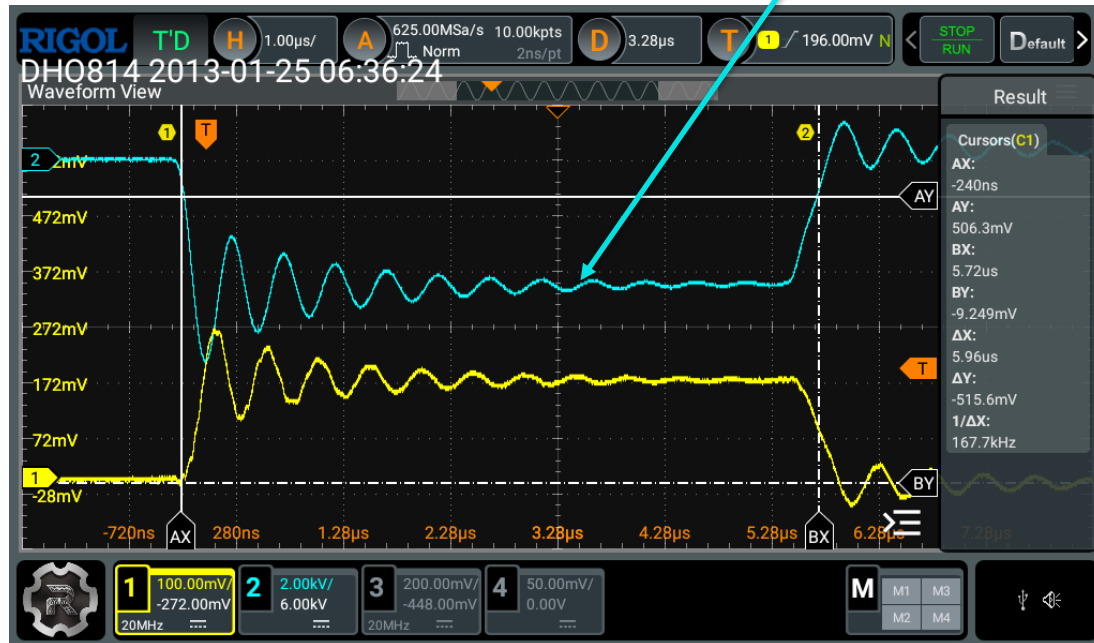 RIGOL T'D H 1.00µs/ A 625.00MSa/s 10.00kpts D 3.28µs T 1 196.00mV N STOP Default
Norm 2ns/pt RUN
DHO814 2013-01-25 06:36:24
Waveform View
Result
1 T 2
Cursors(C1)
2
AX:
-240ns
AY
AY:
472mV
506.3mV
BX:
5.72us
372mV
BY:
-9.249mV
272mV
ΔX:
5.96us
T
ΔY:
172mV
-515.6mV
1/ΔX:
72mV
167.7kHz
1
-28mV
BY
-720ns AX 280ns 1.28µs 2.28µs 3.28µs 4.28µs 5.28µs BX 6.28µs 7.28µs
1 100.00mV/ 2 2.00kV/ 3 200.00mV/ 4 50.00mV/ M M1 M3
-272.00mV 6.00kV -448.00mV 0.00V M2 M4
20MHz 20MHz
R